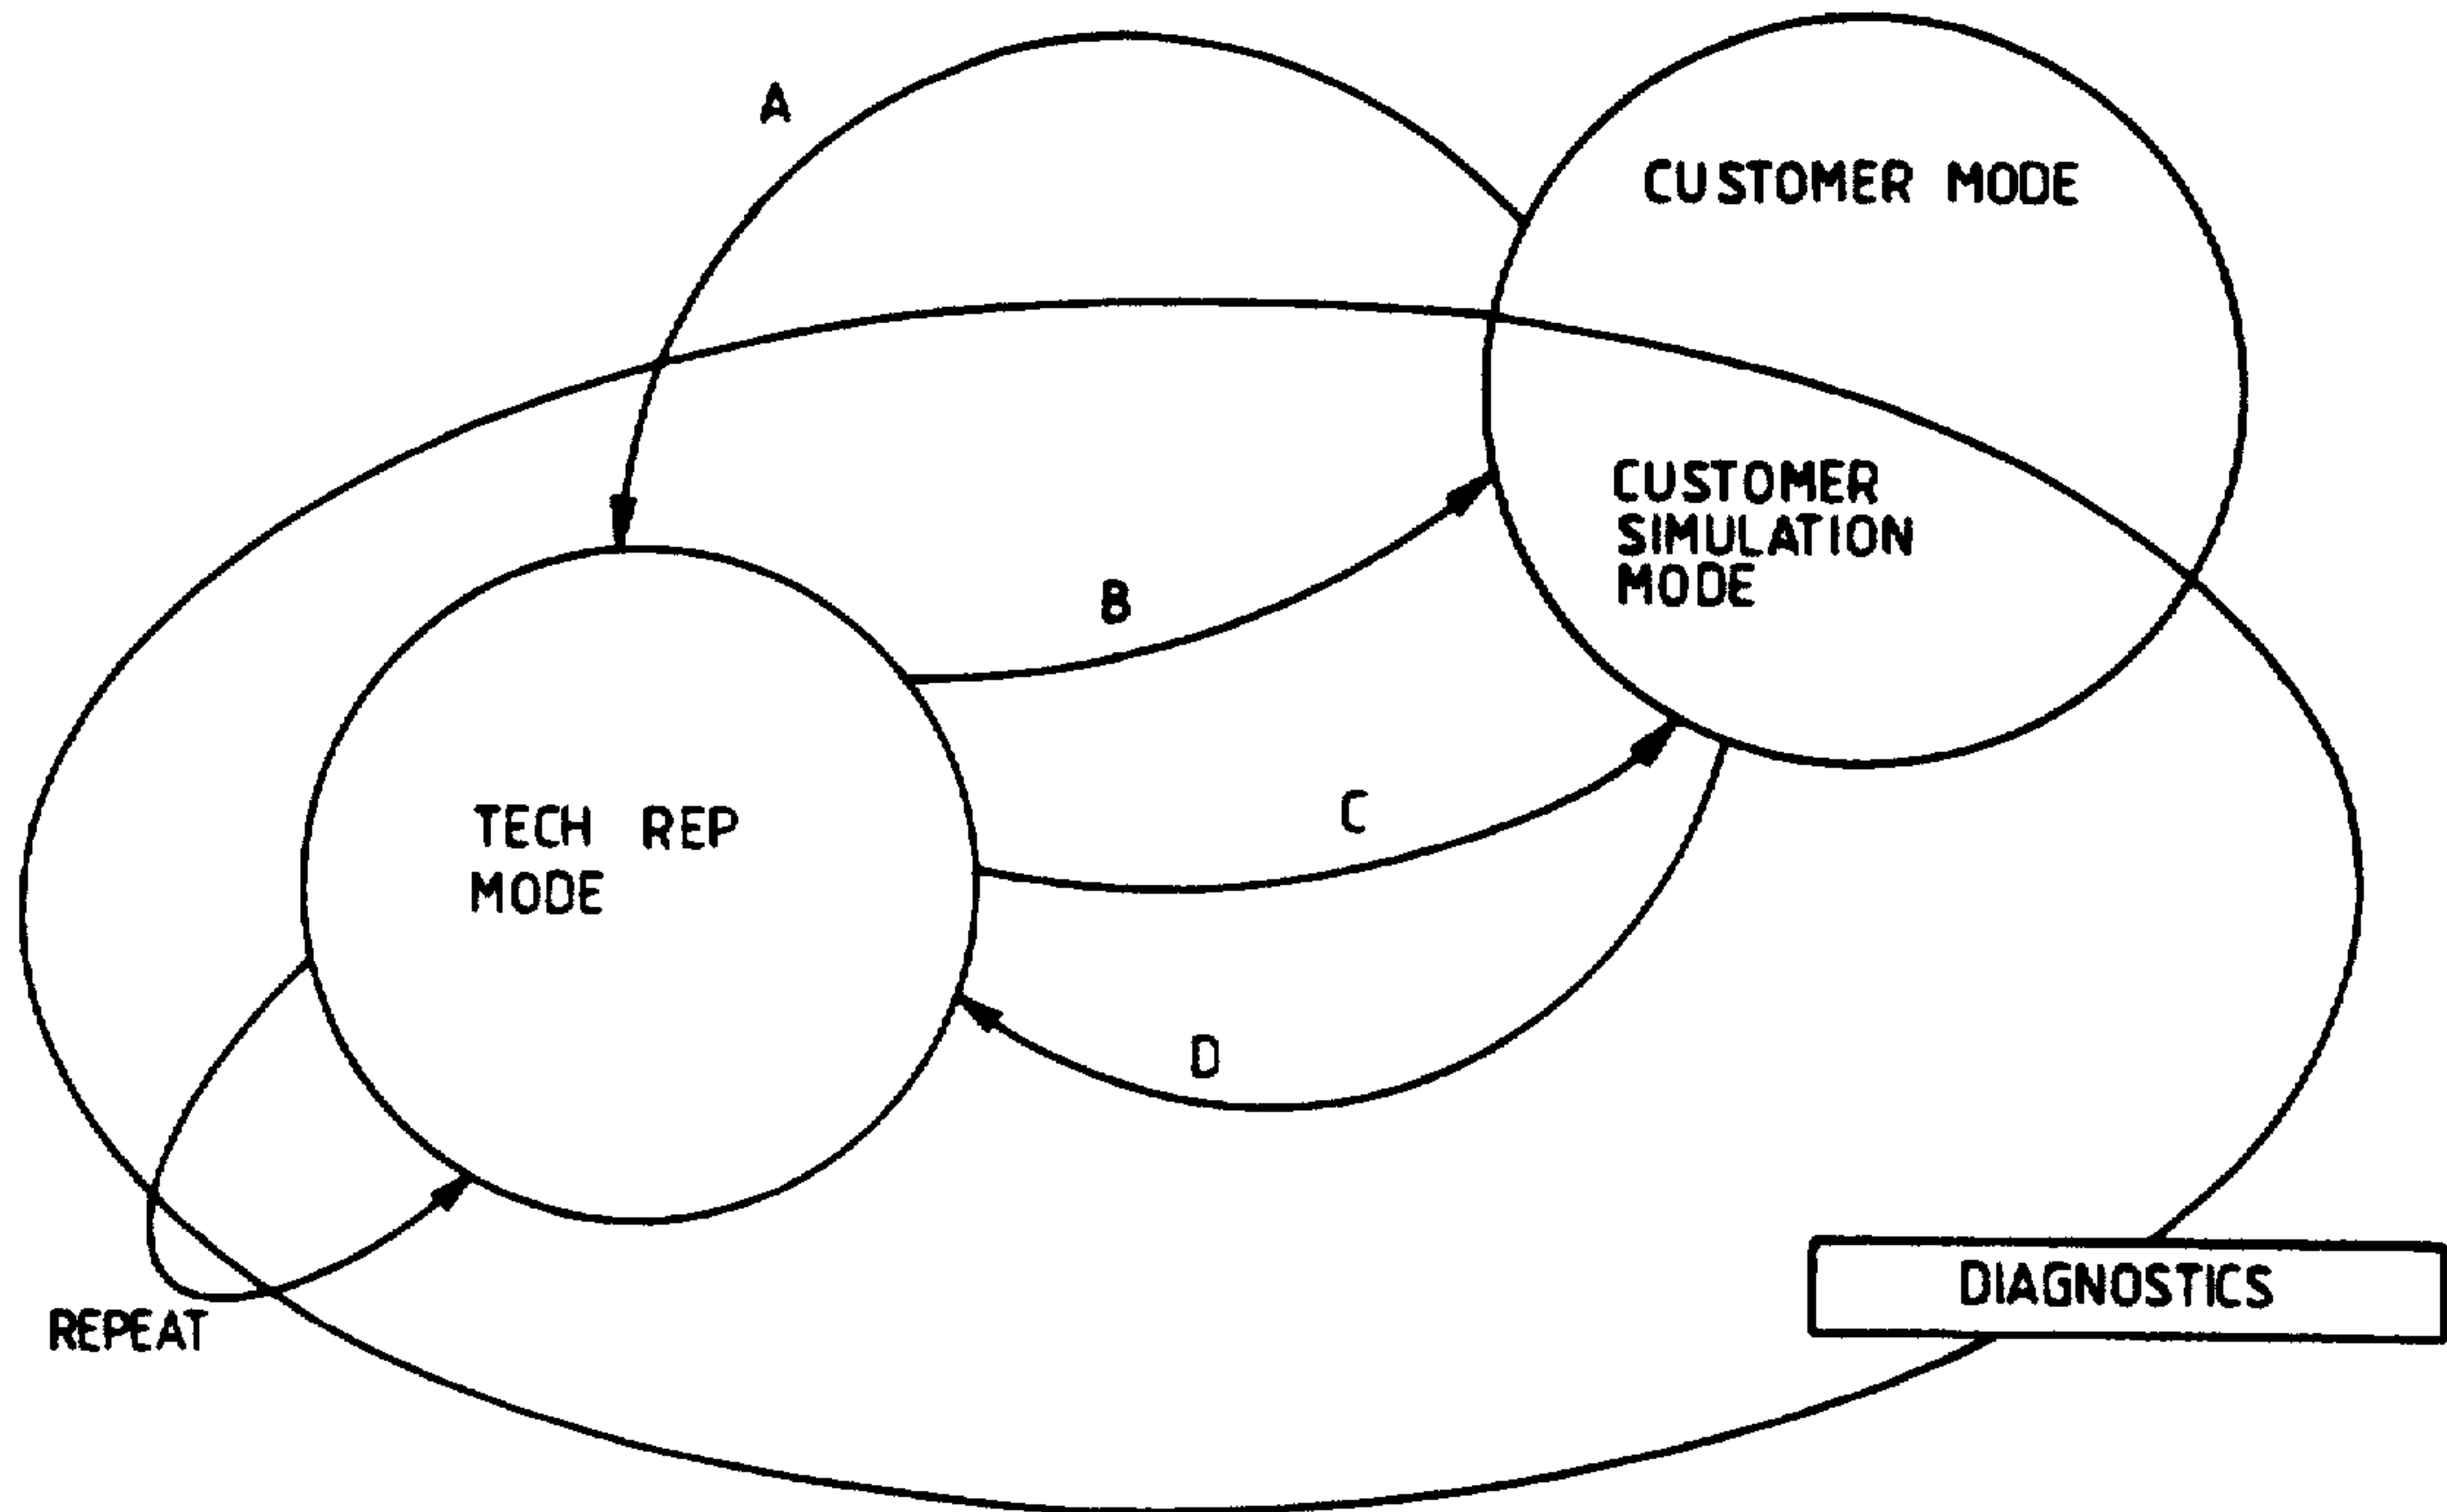 A
CUSTOMER MODE
CUSTOMER
SIMULATION
MODE
B
TECH REP
MODE
C
D
REPEAT
DIAGNOSTICS